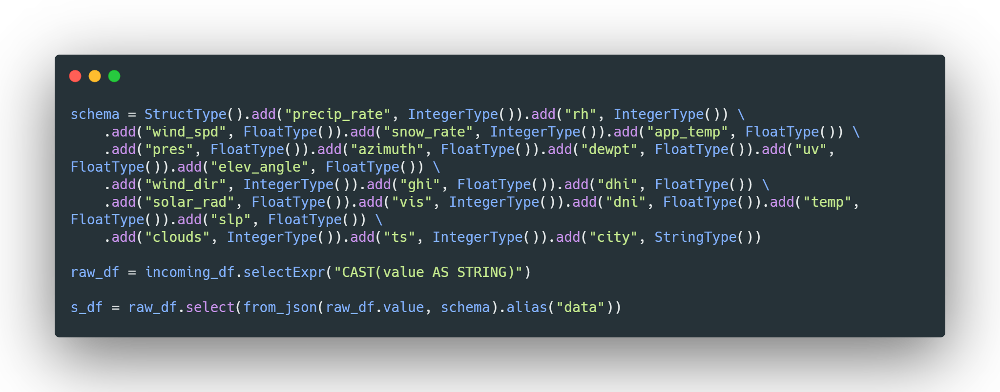 schema = StructType().add("precip_rate", IntegerType()).add("rh", IntegerType()) \
    .add("wind_spd", FloatType()).add("snow_rate", IntegerType()).add("app_temp", FloatType()) \
    .add("pres", FloatType()).add("azimuth", FloatType()).add("dewpt", FloatType()).add("uv",
FloatType()).add("elev_angle", FloatType()) \
    .add("wind_dir", IntegerType()).add("ghi", FloatType()).add("dhi", FloatType()) \
    .add("solar_rad", FloatType()).add("vis", IntegerType()).add("dni", FloatType()).add("temp",
FloatType()).add("slp", FloatType()) \
    .add("clouds", IntegerType()).add("ts", IntegerType()).add("city", StringType())

raw_df = incoming_df.selectExpr("CAST(value AS STRING)")

s_df = raw_df.select(from_json(raw_df.value, schema).alias("data"))